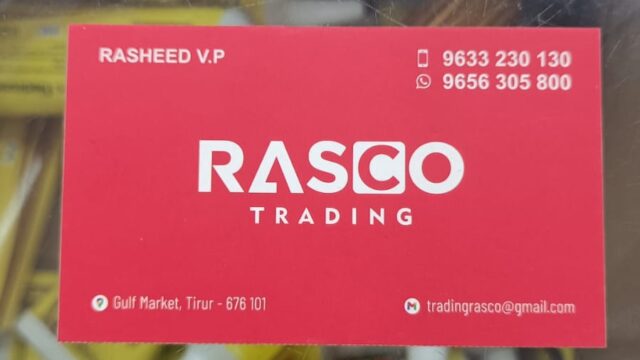 RASHEED V.P
9633 230 130
9656 305 800
RASCO
TRADING
Gulf Market, Tirur - 676 101
tradingrasco@gmail.com